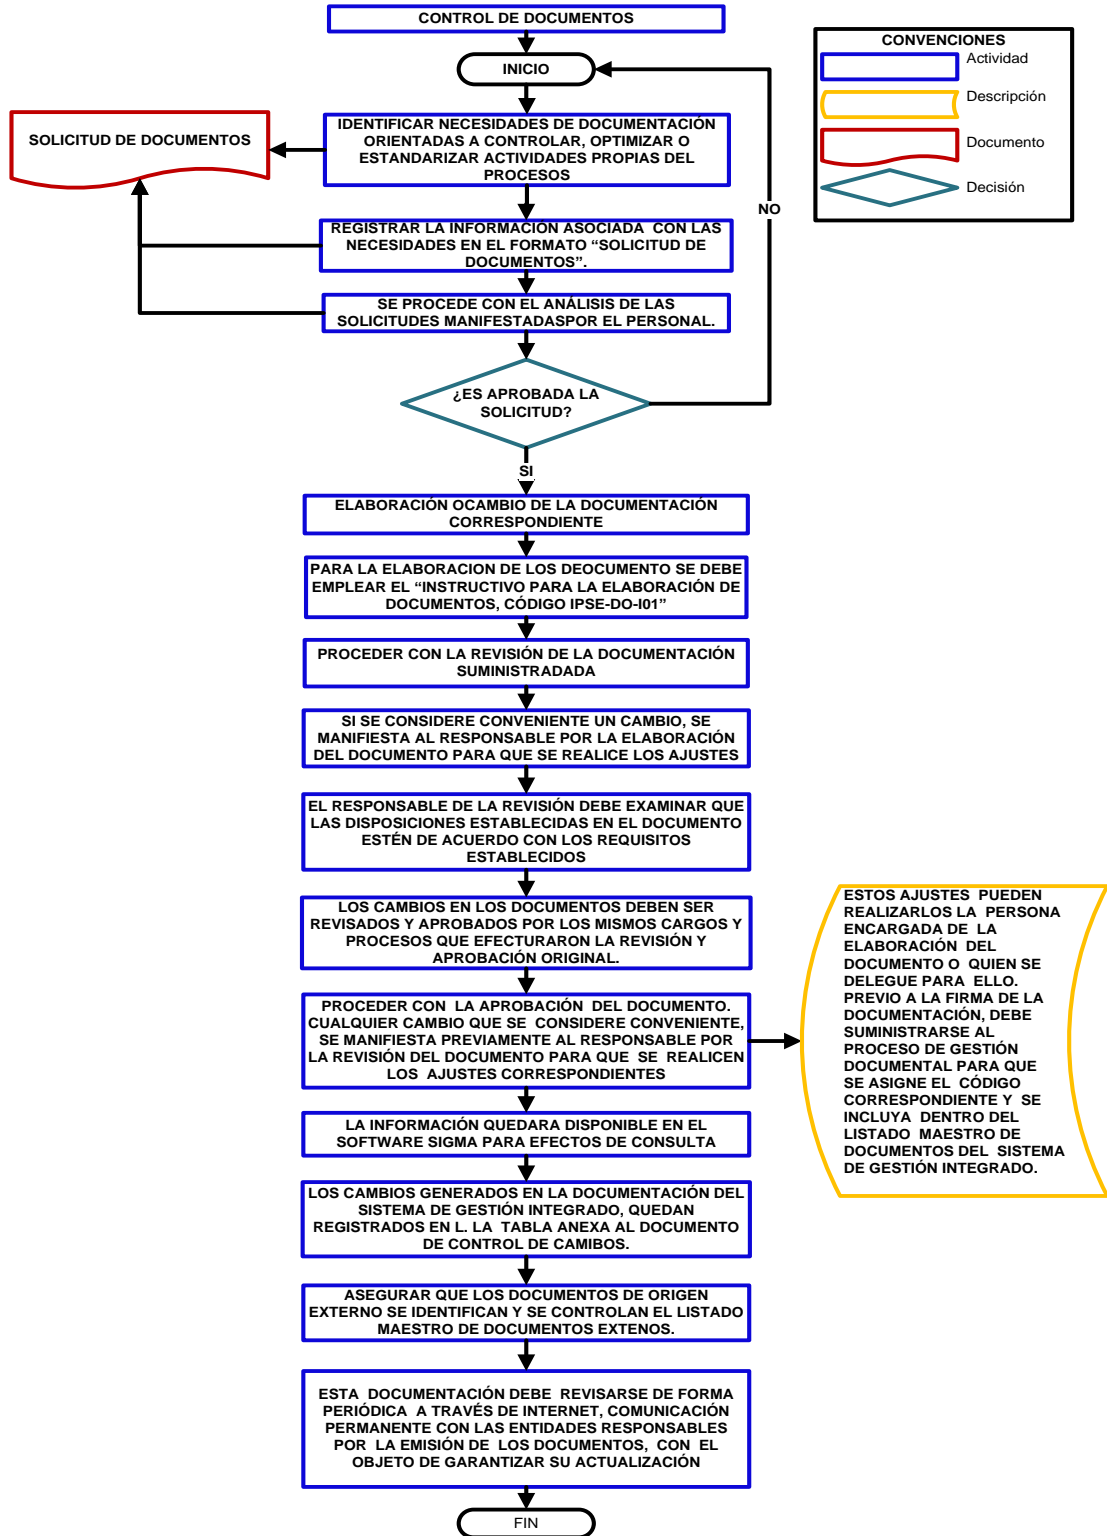 CONTROL DE DOCUMENTOS
INICIO
CONVENCIONES
Actividad
Descripción
Documento
Decisión
SOLICITUD DE DOCUMENTOS
IDENTIFICAR NECESIDADES DE DOCUMENTACIÓN
ORIENTADAS A CONTROLAR, OPTIMIZAR O
ESTANDARIZAR ACTIVIDADES PROPIAS DEL
PROCESOS
NO
REGISTRAR LA INFORMACIÓN ASOCIADA CON LAS
NECESIDADES EN EL FORMATO “SOLICITUD DE
DOCUMENTOS”.
SE PROCEDE CON EL ANÁLISIS DE LAS
SOLICITUDES MANIFESTADASPOR EL PERSONAL.
¿ES APROBADA LA
SOLICITUD?
SI
ELABORACIÓN OCAMBIO DE LA DOCUMENTACIÓN
CORRESPONDIENTE
PARA LA ELABORACION DE LOS DEOCUMENTO SE DEBE
EMPLEAR EL “INSTRUCTIVO PARA LA ELABORACIÓN DE
DOCUMENTOS, CÓDIGO IPSE-DO-I01”
PROCEDER CON LA REVISIÓN DE LA DOCUMENTACIÓN
SUMINISTRADADA
SI SE CONSIDERE CONVENIENTE UN CAMBIO, SE
MANIFIESTA AL RESPONSABLE POR LA ELABORACIÓN
DEL DOCUMENTO PARA QUE SE REALICE LOS AJUSTES
EL RESPONSABLE DE LA REVISIÓN DEBE EXAMINAR QUE
LAS DISPOSICIONES ESTABLECIDAS EN EL DOCUMENTO
ESTÉN DE ACUERDO CON LOS REQUISITOS
ESTABLECIDOS
LOS CAMBIOS EN LOS DOCUMENTOS DEBEN SER
REVISADOS Y APROBADOS POR LOS MISMOS CARGOS Y
PROCESOS QUE EFECTURARON LA REVISIÓN Y
APROBACIÓN ORIGINAL.
PROCEDER CON LA APROBACIÓN DEL DOCUMENTO.
CUALQUIER CAMBIO QUE SE CONSIDERE CONVENIENTE,
SE MANIFIESTA PREVIAMENTE AL RESPONSABLE POR
LA REVISIÓN DEL DOCUMENTO PARA QUE SE REALICEN
LOS AJUSTES CORRESPONDIENTES
ESTOS AJUSTES PUEDEN
REALIZARLOS LA PERSONA
ENCARGADA DE LA
ELABORACIÓN DEL
DOCUMENTO O QUIEN SE
DELEGUE PARA ELLO.
PREVIO A LA FIRMA DE LA
DOCUMENTACIÓN, DEBE
SUMINISTRARSE AL
PROCESO DE GESTIÓN
DOCUMENTAL PARA QUE
SE ASIGNE EL CÓDIGO
CORRESPONDIENTE Y SE
INCLUYA DENTRO DEL
LISTADO MAESTRO DE
DOCUMENTOS DEL SISTEMA
DE GESTIÓN INTEGRADO.
LA INFORMACIÓN QUEDARA DISPONIBLE EN EL
SOFTWARE SIGMA PARA EFECTOS DE CONSULTA
LOS CAMBIOS GENERADOS EN LA DOCUMENTACIÓN DEL
SISTEMA DE GESTIÓN INTEGRADO, QUEDAN
REGISTRADOS EN L. LA TABLA ANEXA AL DOCUMENTO
DE CONTROL DE CAMIBOS.
ASEGURAR QUE LOS DOCUMENTOS DE ORIGEN
EXTERNO SE IDENTIFICAN Y SE CONTROLAN EL LISTADO
MAESTRO DE DOCUMENTOS EXTENOS.
ESTA DOCUMENTACIÓN DEBE REVISARSE DE FORMA
PERIÓDICA A TRAVÉS DE INTERNET, COMUNICACIÓN
PERMANENTE CON LAS ENTIDADES RESPONSABLES
POR LA EMISIÓN DE LOS DOCUMENTOS, CON EL
OBJETO DE GARANTIZAR SU ACTUALIZACIÓN
FIN